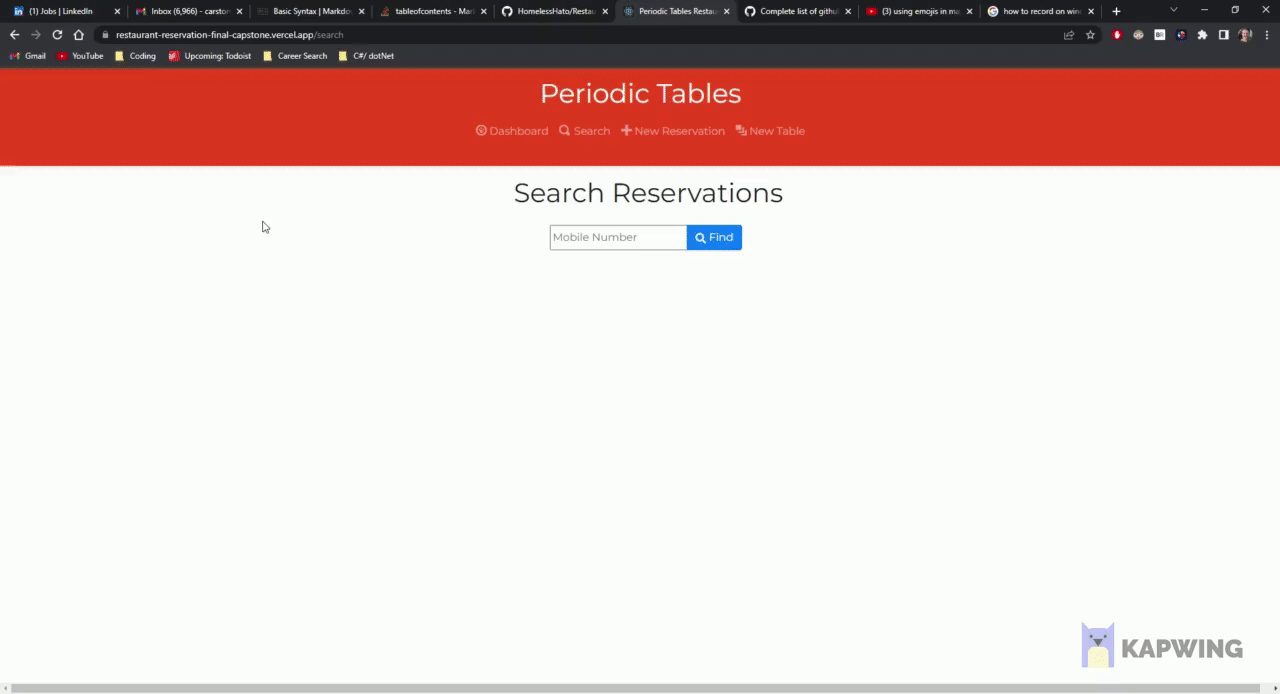 (1) Jobs | LinkedIn
Inbox (6,966) - carston
Basic Syntax | Markdow
tableofcontents - Mar
HomelessHato/Restau
Periodic Tables Restau
Complete list of githu
(3) using emojis in ma
how to record on wind
restaurant-reservation-final-capstone.vercel.app/search
Gmail YouTube Coding Upcoming: Todoist Career Search C#/ dotNet
Periodic Tables
Dashboard Search New Reservation New Table
Search Reservations
Mobile Number Find
KAPWING